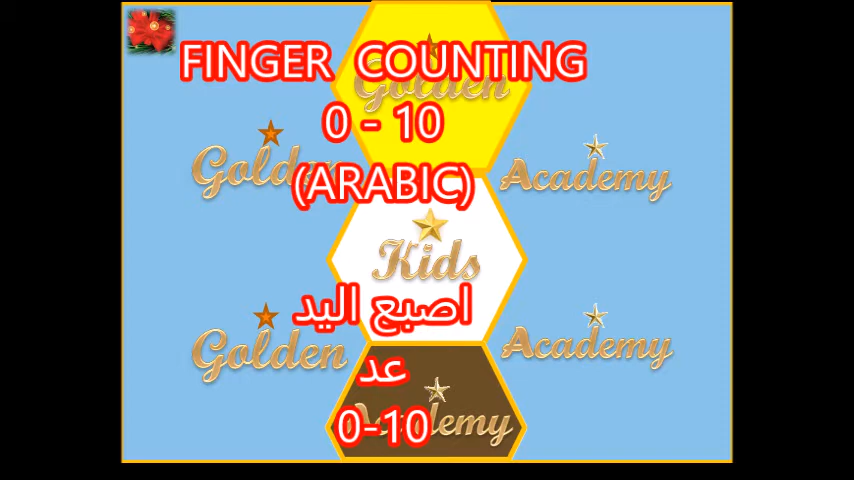 FINGER COUNTING
Golden
0 - 10
Golden
(ARABIC)
Academy
Kids
اصبع اليد
Golden
Academy
عد
Academy
0-10